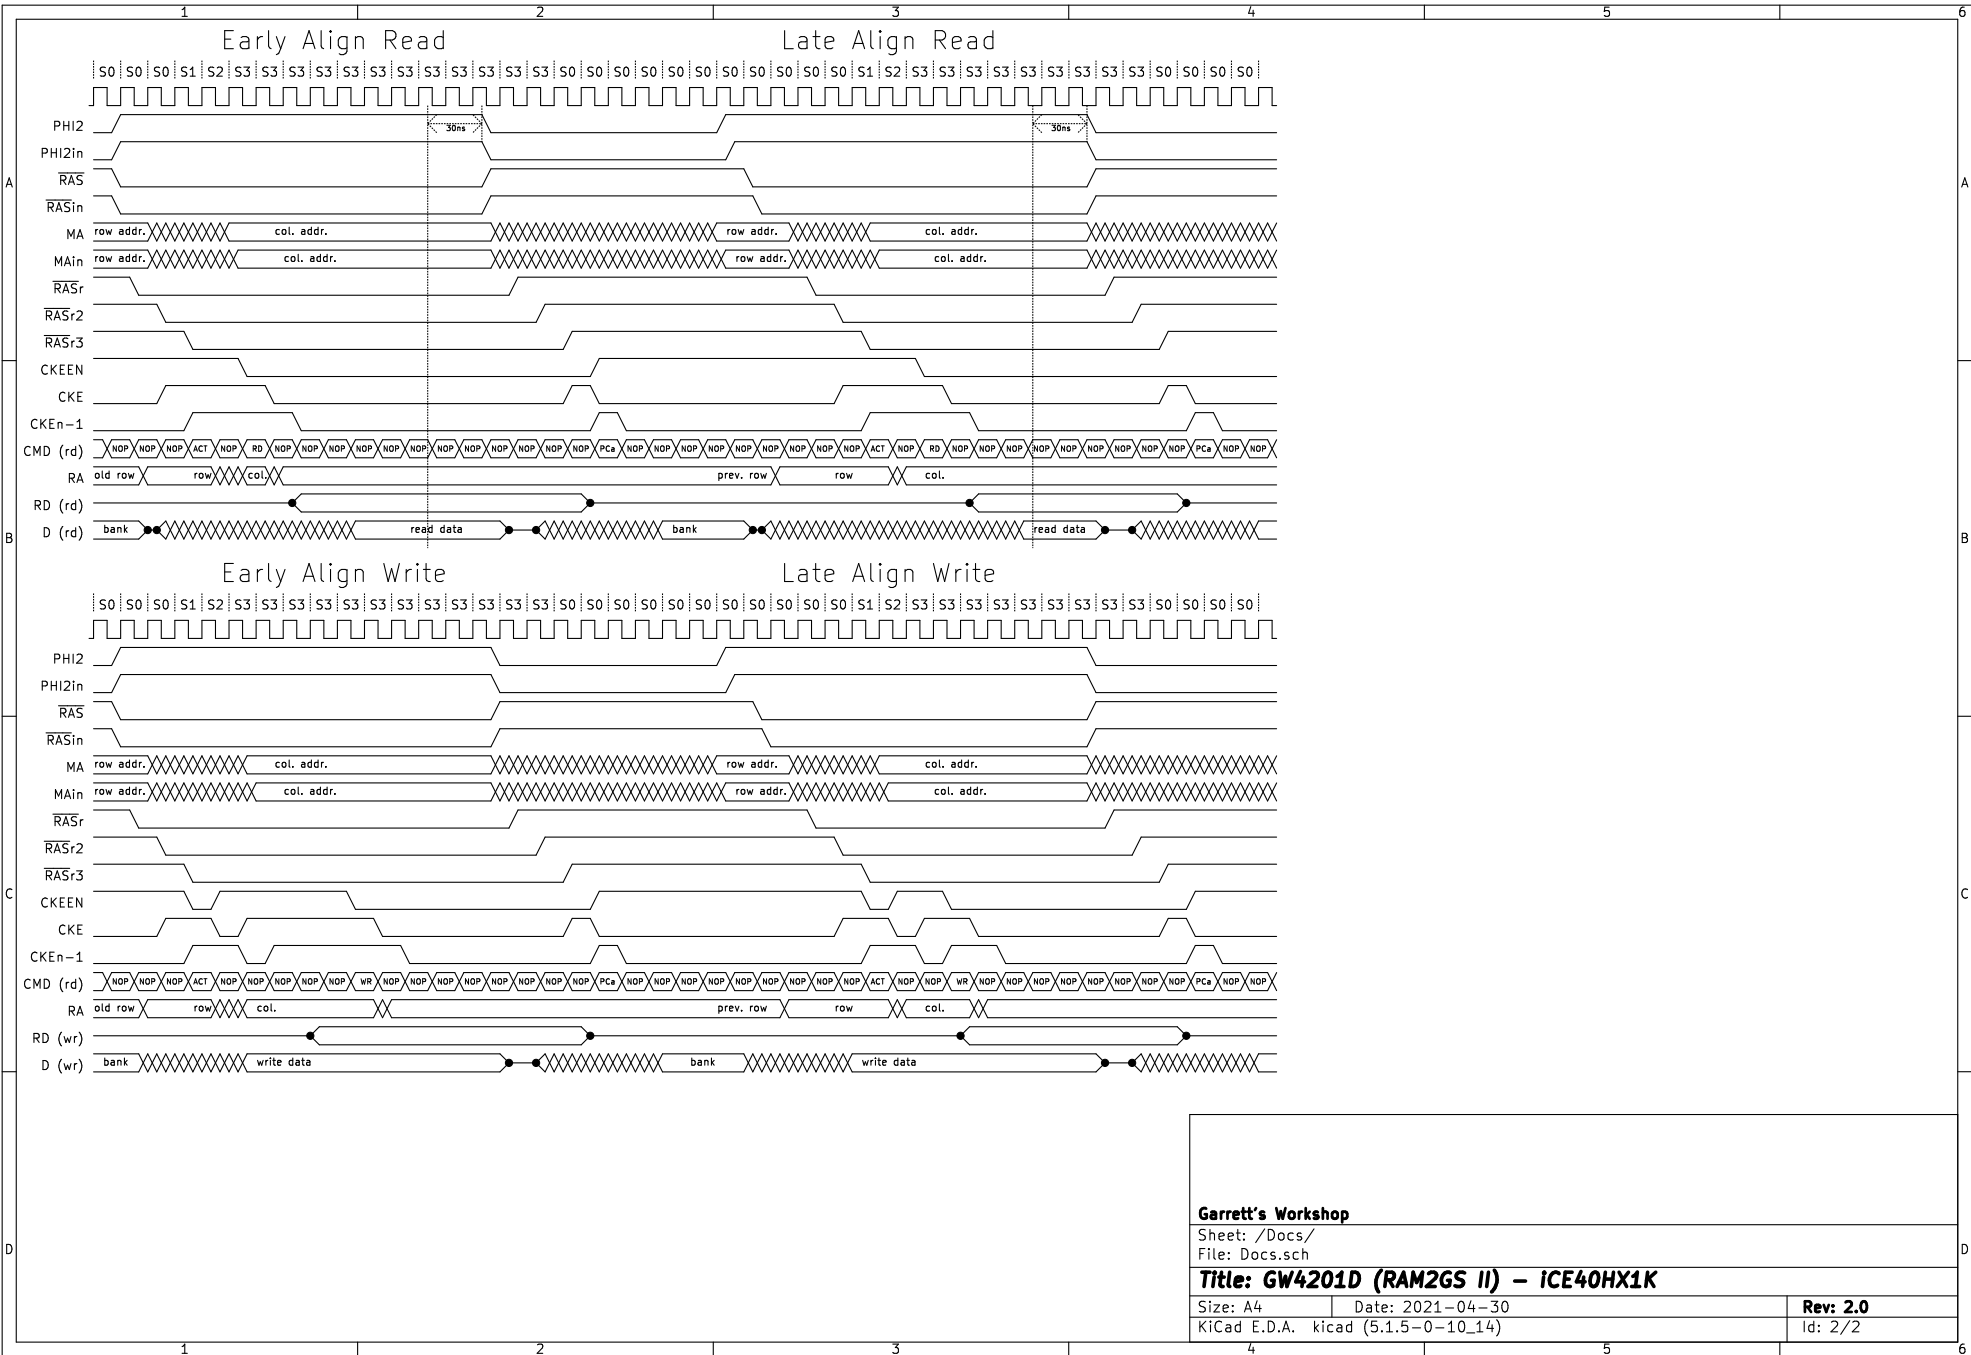 1 2 3 4 5 6
Early Align Read Late Align Read
S0 S0 S0 S1 S2 S3 S3 S3 S3 S3 S3 S3 S3 S3 S3 S3 S3 S0 S0 S0 S0 S0 S0 S0 S0 S0 S0 S0 S1 S2 S3 S3 S3 S3 S3 S3 S3 S3 S3 S0 S0 S0 S0
PHI2 30ns 30ns
PHI2in
A RAS A
RASin
MA row addr. col. addr. row addr. col. addr.
MAin row addr. col. addr. row addr. col. addr.
RASr
RASr2
RASr3
CKEEN
CKE
CKEn-1
CMD (rd) NOP NOP NOP ACT NOP RD NOP NOP NOP NOP NOP NOP NOP NOP NOP NOP NOP NOP PCa NOP NOP NOP NOP NOP NOP NOP NOP NOP ACT NOP RD NOP NOP NOP NOP NOP NOP NOP NOP NOP PCa NOP NOP
RA old row row col. prev. row row col.
RD (rd)
B D (rd) bank read data bank read data B
Early Align Write Late Align Write
S0 S0 S0 S1 S2 S3 S3 S3 S3 S3 S3 S3 S3 S3 S3 S3 S3 S0 S0 S0 S0 S0 S0 S0 S0 S0 S0 S0 S1 S2 S3 S3 S3 S3 S3 S3 S3 S3 S3 S0 S0 S0 S0
PHI2
PHI2in
RAS
RASin
MA row addr. col. addr. row addr. col. addr.
MAin row addr. col. addr. row addr. col. addr.
RASr
RASr2
RASr3
C CKEEN C
CKE
CKEn-1
CMD (rd) NOP NOP NOP ACT NOP NOP NOP NOP NOP WR NOP NOP NOP NOP NOP NOP NOP NOP PCa NOP NOP NOP NOP NOP NOP NOP NOP NOP ACT NOP NOP WR NOP NOP NOP NOP NOP NOP NOP NOP PCa NOP NOP
RA old row row col. prev. row row col.
RD (wr)
D (wr) bank write data bank write data
Garrett's Workshop
Sheet: /Docs/
D File: Docs.sch D
Title: GW4201D (RAM2GS II) - iCE40HX1K
Size: A4 Date: 2021-04-30 Rev: 2.0
KiCad E.D.A. kicad (5.1.5-0-10_14) Id: 2/2
1 2 3 4 5 6